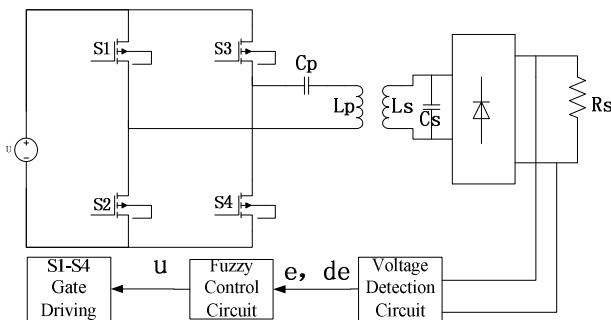 S1
S3
Cp
Lp
Ls
Cs
Rs
U
S2
S4
S1-S4
Gate
Driving
u
Fuzzy
Control
Circuit
e, de
Voltage
Detection
Circuit